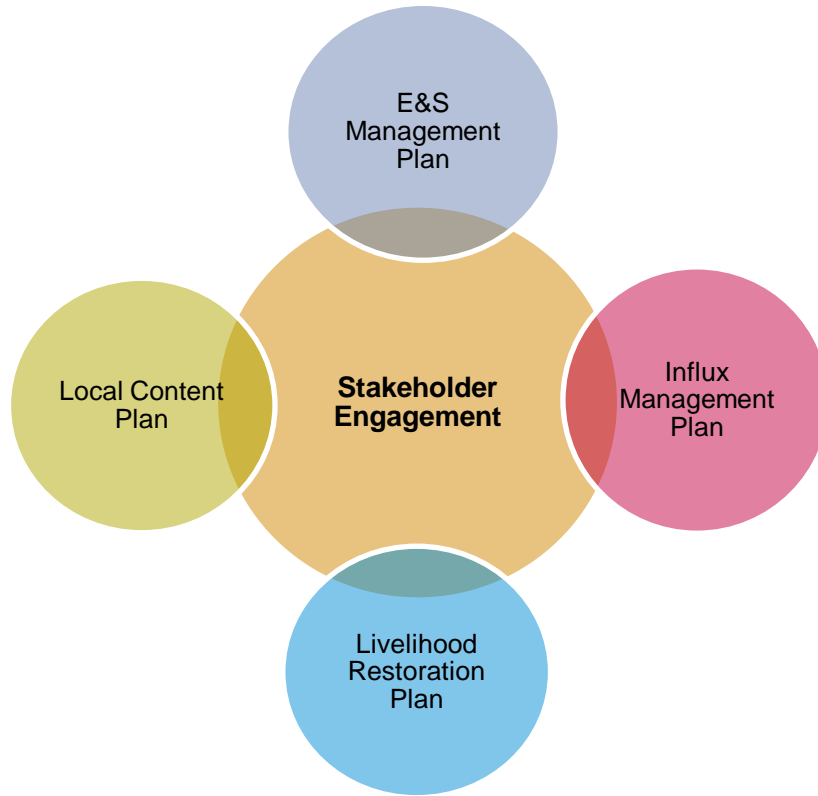 E&S
Management
Plan
Local Content
Plan
Stakeholder
Engagement
Influx
Management
Plan
Livelihood
Restoration
Plan